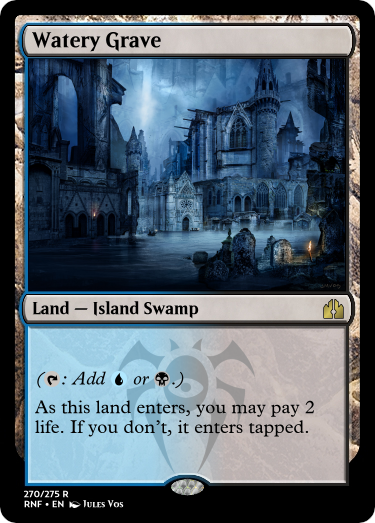 Watery Grave
Land — Island Swamp
(: Add or .)
As this land enters, you may pay 2
life. If you don't, it enters tapped.
270/275 R
RNF • EN Jules Vos